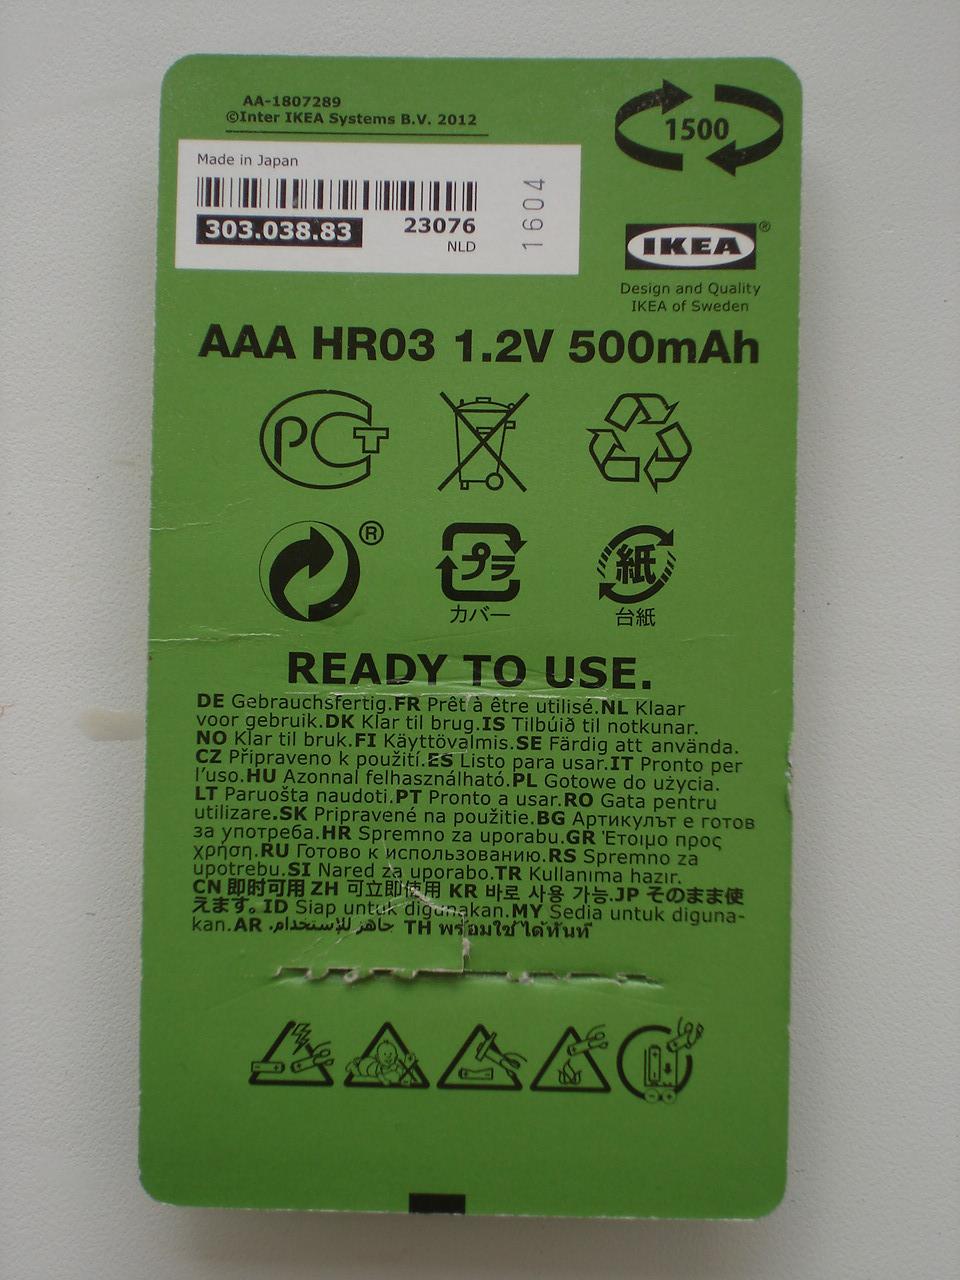 AA-1807289
©Inter IKEA Systems B.V. 2012
1500
Made in Japan
303.038.83
23076
NLD
1604
IKEA®
Design and Quality
IKEA of Sweden
AAA HR03 1.2V 500mAh
РСТ
®
プラ
カバー
紙
台紙
READY TO USE.
DE Gebrauchsfertig.FR Prêt à être utilisé.NL Klaar
voor gebruik.DK Klar til brug.IS Tilbúið til notkunar.
NO Klar til bruk.FI Käyttövalmis.SE Färdig att använda.
CZ Připraveno k použití.ES Listo para usar.IT Pronto per
l'uso.HU Azonnal felhasználható.PL Gotowe do użycia.
LT Paruošta naudoti.PT Pronto a usar.RO Gata pentru
utilizare.SK Pripravené na použitie.BG Артикулът е готов
за употреба.HR Spremno za uporabu.GR Έτοιμο προς
χρήση.RU Готово к использованию.RS Spremno za
upotrebu.SI Nared za uporabo.TR Kullanıma hazır.
CN 即时可用 ZH 可立即使用 KR 바로 사용 가능.JP そのまま使
えます。ID Siap untuk digunakan.MY Sedia untuk diguna-
kan.AR جاهز للإستخدام. TH พร้อมใช้ได้ทันที